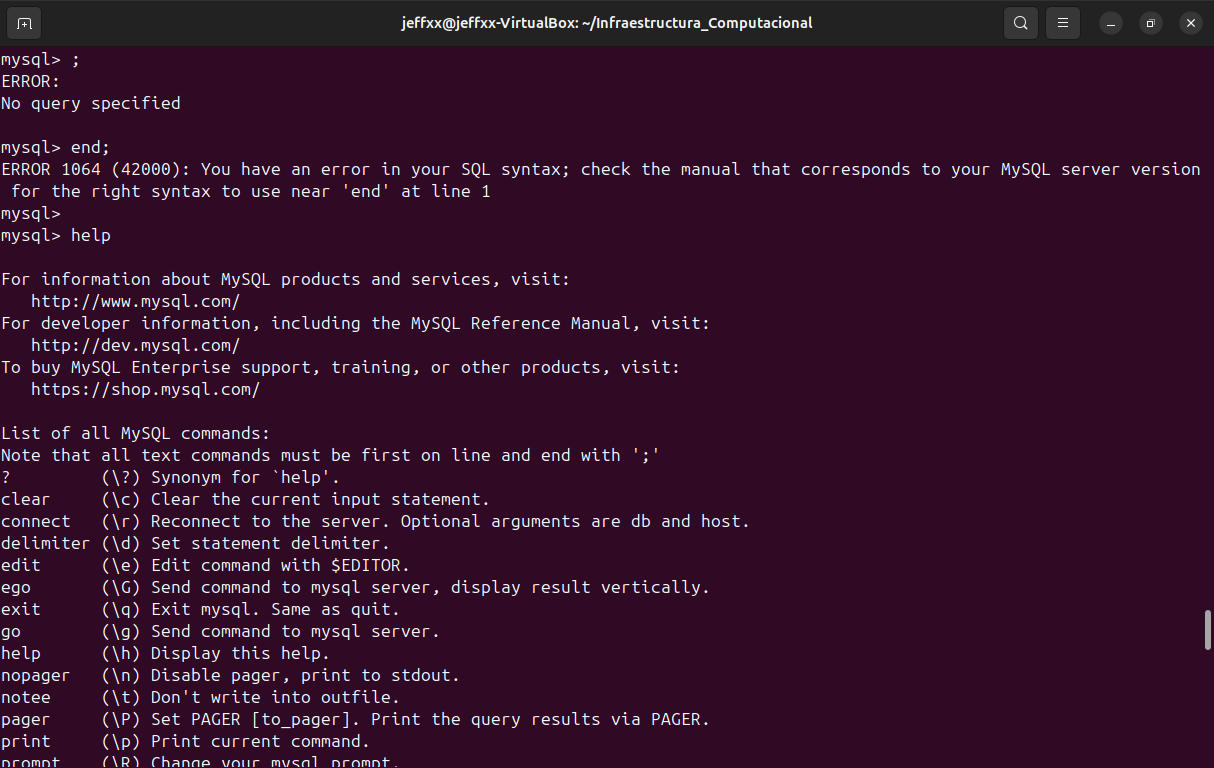 jeffxx@jeffxx-VirtualBox: ~/Infraestructura_Computacional
mysql> ;
ERROR:
No query specified

mysql> end;
ERROR 1064 (42000): You have an error in your SQL syntax; check the manual that corresponds to your MySQL server version
 for the right syntax to use near 'end' at line 1
mysql>
mysql> help

For information about MySQL products and services, visit:
   http://www.mysql.com/
For developer information, including the MySQL Reference Manual, visit:
   http://dev.mysql.com/
To buy MySQL Enterprise support, training, or other products, visit:
   https://shop.mysql.com/

List of all MySQL commands:
Note that all text commands must be first on line and end with ';'
?         (\?) Synonym for `help'.
clear     (\c) Clear the current input statement.
connect   (\r) Reconnect to the server. Optional arguments are db and host.
delimiter (\d) Set statement delimiter.
edit      (\e) Edit command with $EDITOR.
ego       (\G) Send command to mysql server, display result vertically.
exit      (\q) Exit mysql. Same as quit.
go        (\g) Send command to mysql server.
help      (\h) Display this help.
nopager   (\n) Disable pager, print to stdout.
notee     (\t) Don't write into outfile.
pager     (\P) Set PAGER [to_pager]. Print the query results via PAGER.
print     (\p) Print current command.
prompt    (\R) Change your mysql prompt.